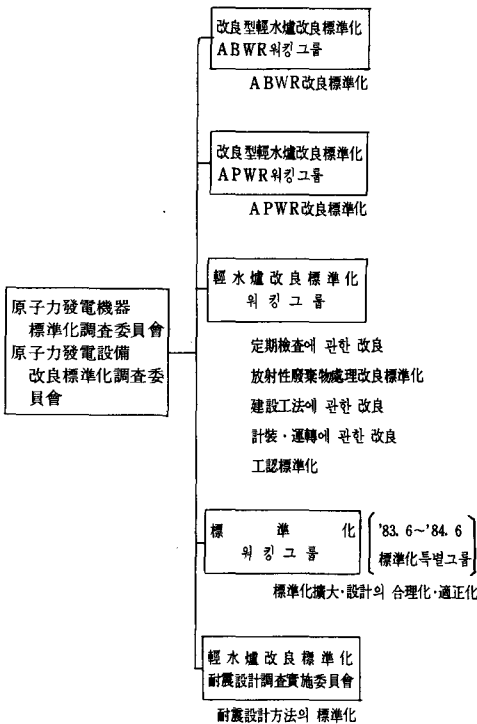 改良型輕水爐改良標準化
ABWR워킹그룹
ABWR改良標準化
改良型輕水爐改良標準化
APWR워킹그룹
APWR改良標準化
原子力發電機器
標準化調査委員會
原子力發電設備
改良標準化調査委
員會
輕水爐改良標準化
워킹그룹
定期檢査에 관한 改良
放射性廢棄物處理改良標準化
建設工法에 관한 改良
計裝·運轉에 관한 改良
工認標準化
標準化
워킹그룹
'83. 6~'84. 6
標準化특별그룹
標準化擴大·設計의 合理化·適正化
輕水爐改良標準化
耐震設計調査實施委員會
耐震設計方法의 標準化